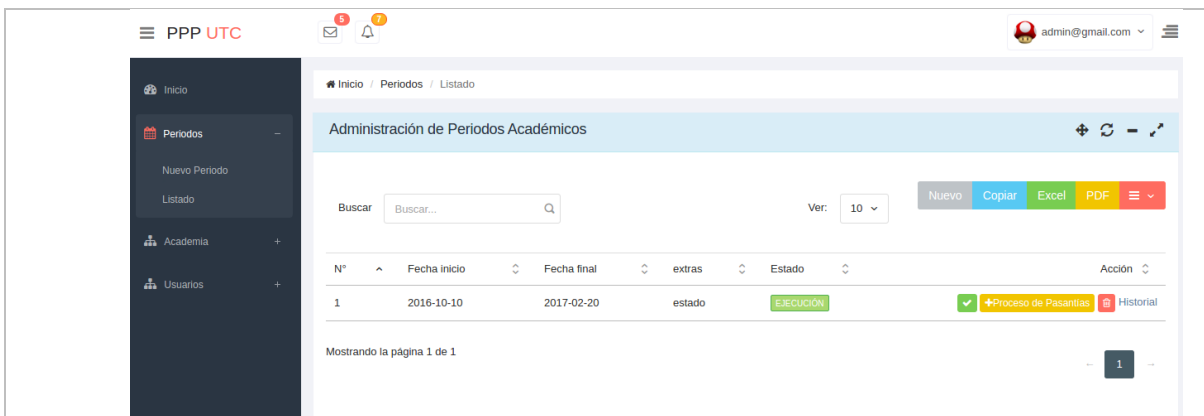 PPP UTC
5
7
admin@gmail.com
Inicio
Periodos
Nuevo Periodo
Listado
Academia
Usuarios
Inicio / Periodos / Listado
Administración de Periodos Académicos
Buscar Buscar... Ver: 10 Nuevo Copiar Excel PDF
N° Fecha inicio Fecha final extras Estado Acción
1 2016-10-10 2017-02-20 estado EJECUCIÓN +Proceso de Pasantías Historial
Mostrando la página 1 de 1
← 1 →